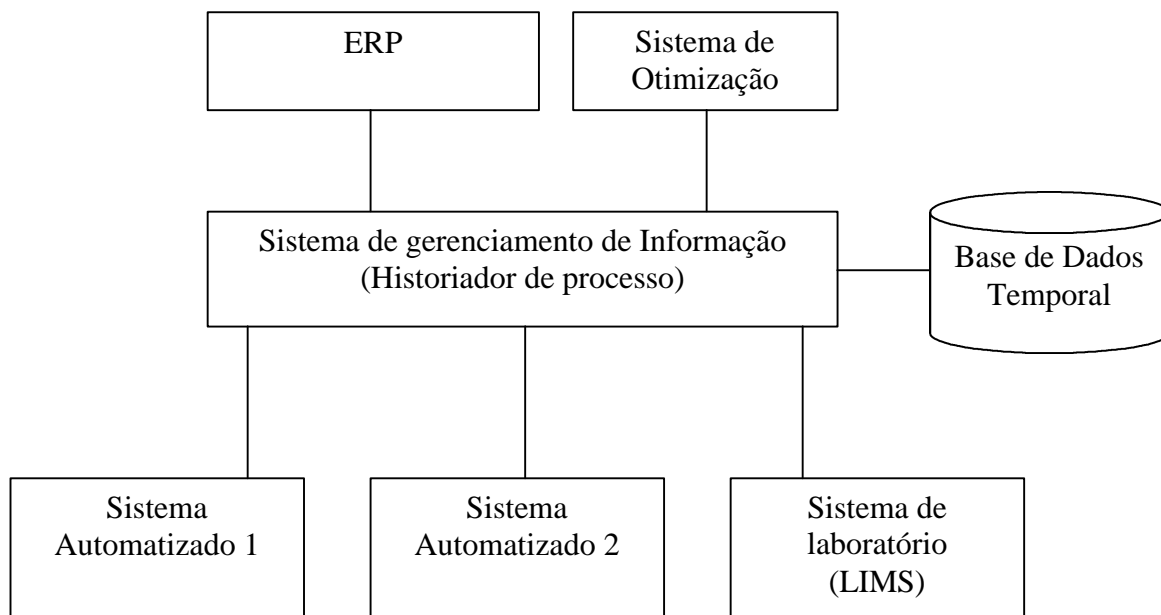 ERP
Sistema de
Otimização
Sistema de gerenciamento de Informação
(Historiador de processo)
Base de Dados
Temporal
Sistema
Automatizado 1
Sistema
Automatizado 2
Sistema de
laboratório
(LIMS)